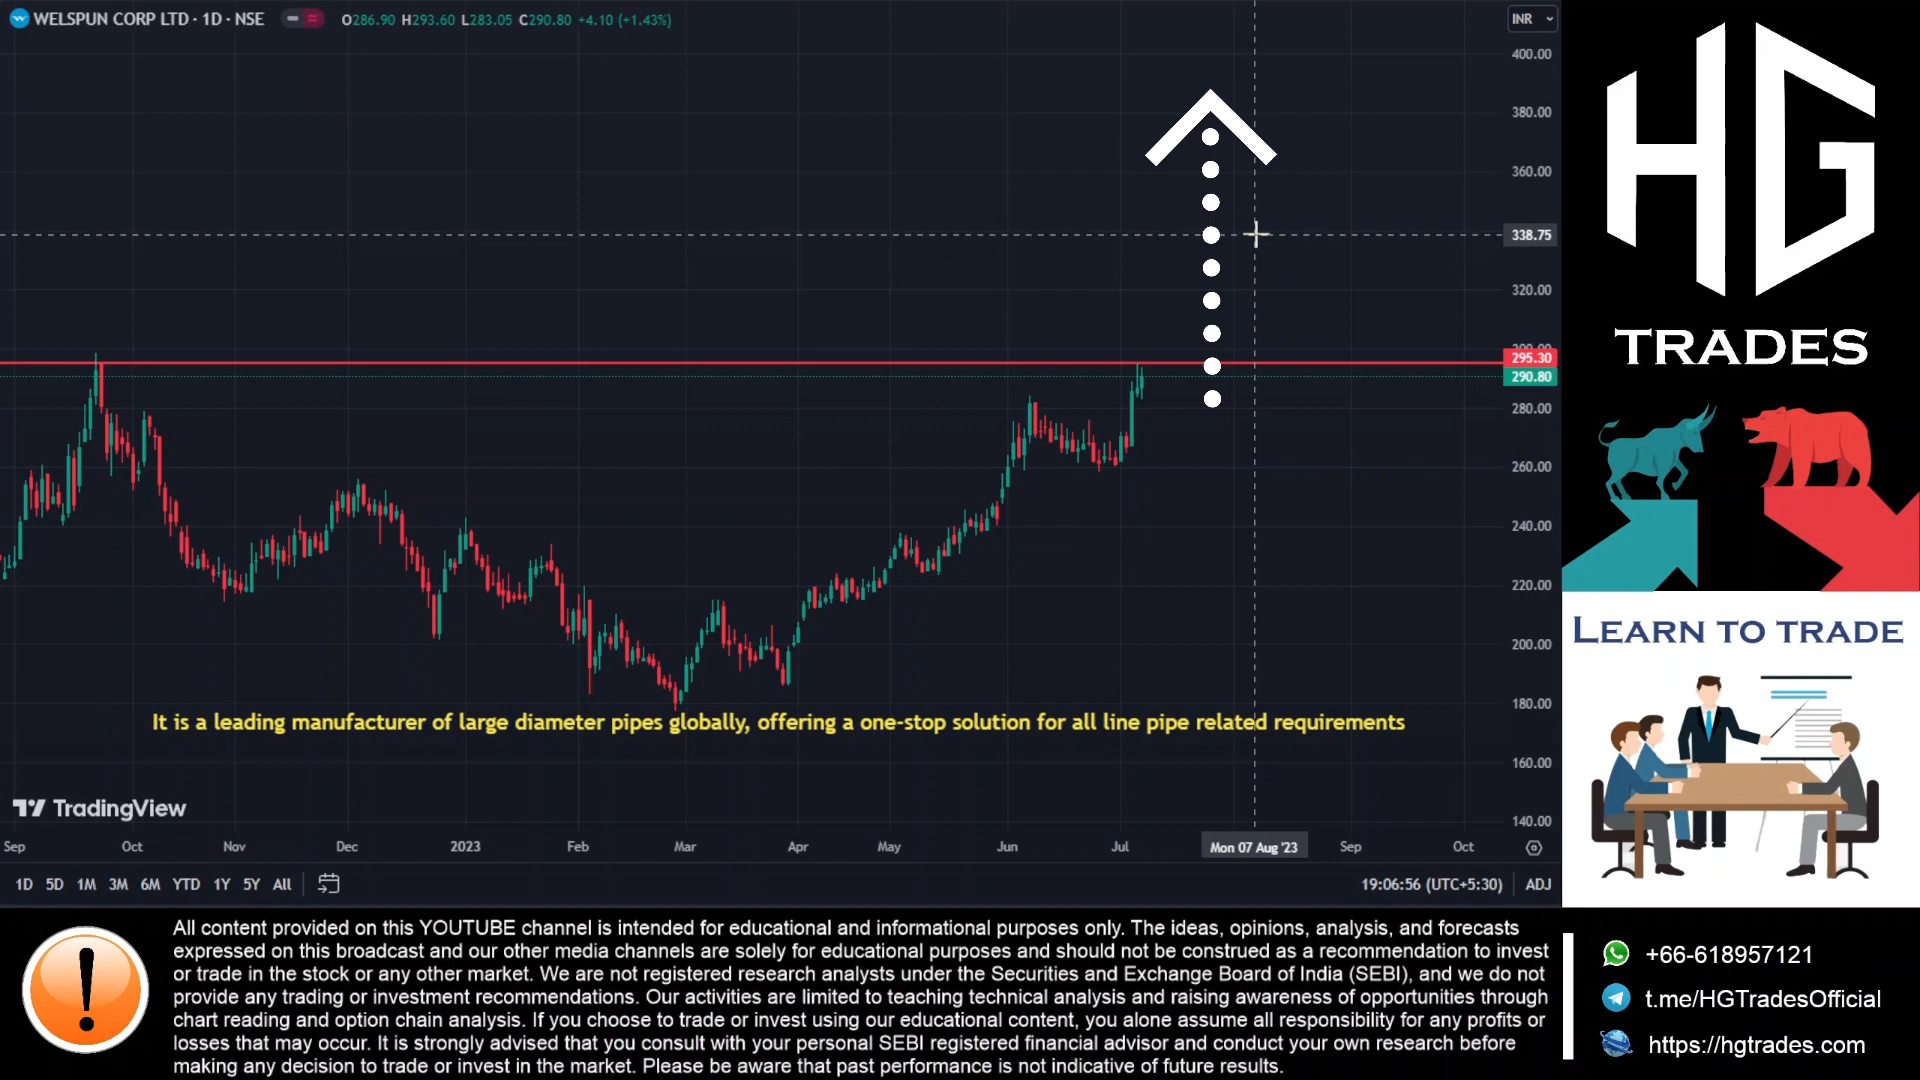 WELSPUN CORP LTD · 1D · NSE
O286.90 H293.60 L283.05 C290.80 +4.10 (+1.43%)
INR
400.00
380.00
360.00
338.75
320.00
300.00
295.30
290.80
280.00
260.00
240.00
220.00
200.00
180.00
160.00
140.00
It is a leading manufacturer of large diameter pipes globally, offering a one-stop solution for all line pipe related requirements
TradingView
Sep Oct Nov Dec 2023 Feb Mar Apr May Jun Jul Mon 07 Aug '23 Sep Oct
1D 5D 1M 3M 6M YTD 1Y 5Y All
19:06:56 (UTC+5:30) ADJ
HG
TRADES
LEARN TO TRADE
All content provided on this YOUTUBE channel is intended for educational and informational purposes only. The ideas, opinions, analysis, and forecasts
expressed on this broadcast and our other media channels are solely for educational purposes and should not be construed as a recommendation to invest
or trade in the stock or any other market. We are not registered research analysts under the Securities and Exchange Board of India (SEBI), and we do not
provide any trading or investment recommendations. Our activities are limited to teaching technical analysis and raising awareness of opportunities through
chart reading and option chain analysis. If you choose to trade or invest using our educational content, you alone assume all responsibility for any profits or
losses that may occur. It is strongly advised that you consult with your personal SEBI registered financial advisor and conduct your own research before
making any decision to trade or invest in the market. Please be aware that past performance is not indicative of future results.
+66-618957121
t.me/HGTradesOfficial
https://hgtrades.com